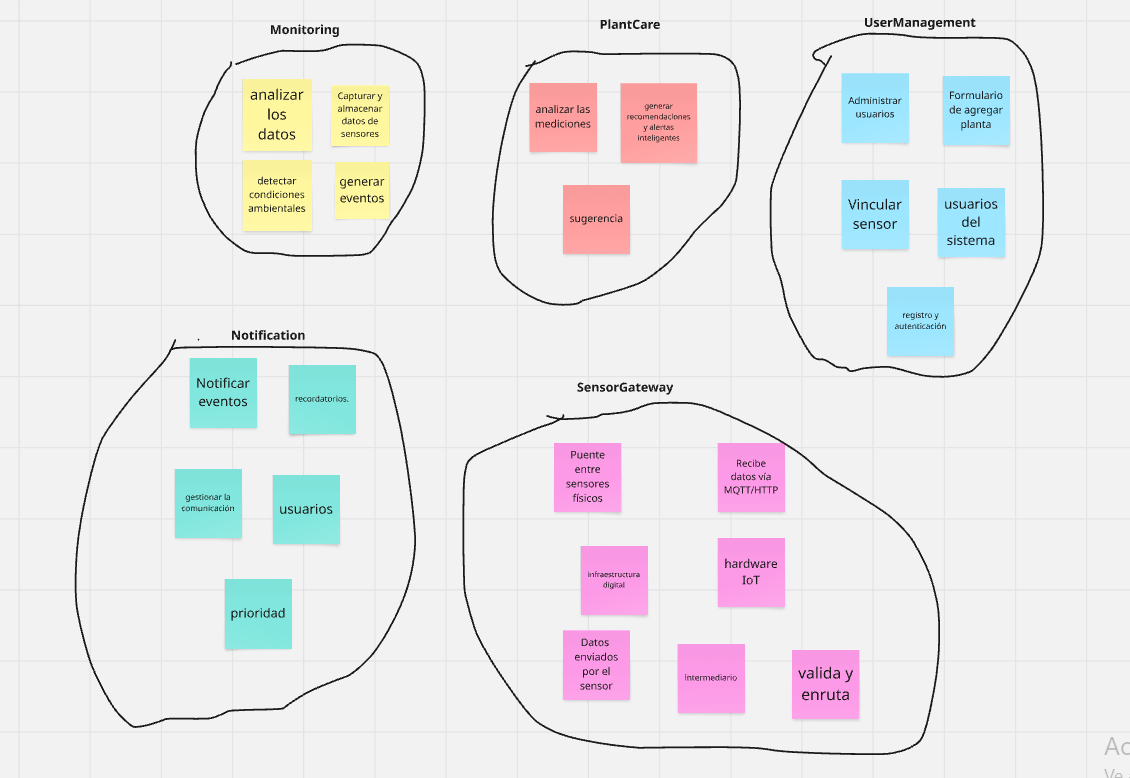 Monitoring
analizar
los
datos
Capturar y
almacenar
datos de
sensores
detectar
condiciones
ambientales
generar
eventos
PlantCare
analizar las
mediciones
generar
recomendaciones
y alertas
inteligentes
sugerencia
UserManagement
Administrar
usuarios
Formulario
de agregar
planta
Vincular
sensor
usuarios
del
sistema
registro y
autenticación
Notification
Notificar
eventos
recordatorios.
gestionar la
comunicación
usuarios
prioridad
SensorGateway
Puente
entre
sensores
físicos
Recibe
datos vía
MQTT/HTTP
infraestructura
digital
hardware
IoT
Datos
enviados
por el
sensor
Intermediario
valida y
enruta